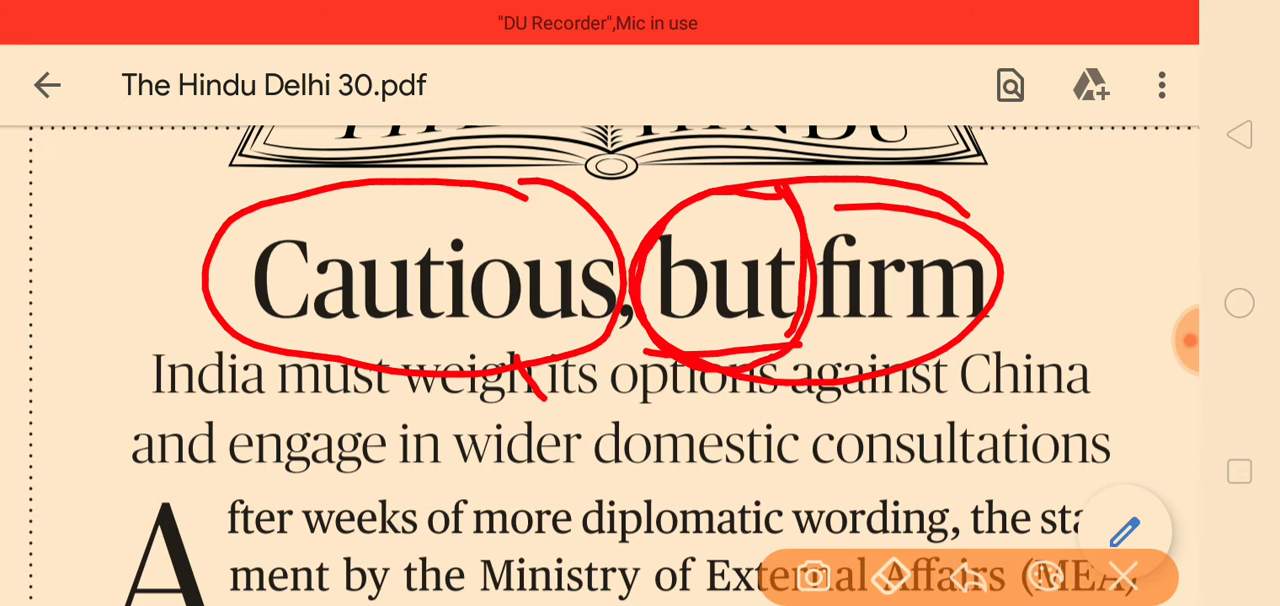 "DU Recorder",Mic in use
The Hindu Delhi 30.pdf
THE HINDU
Cautious, but firm
India must weigh its options against China
and engage in wider domestic consultations
After weeks of more diplomatic wording, the sta
ment by the Ministry of External Affairs (MEA,